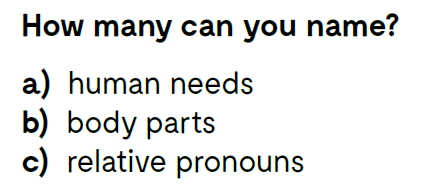 How many can you name?
a) human needs
b) body parts
c) relative pronouns